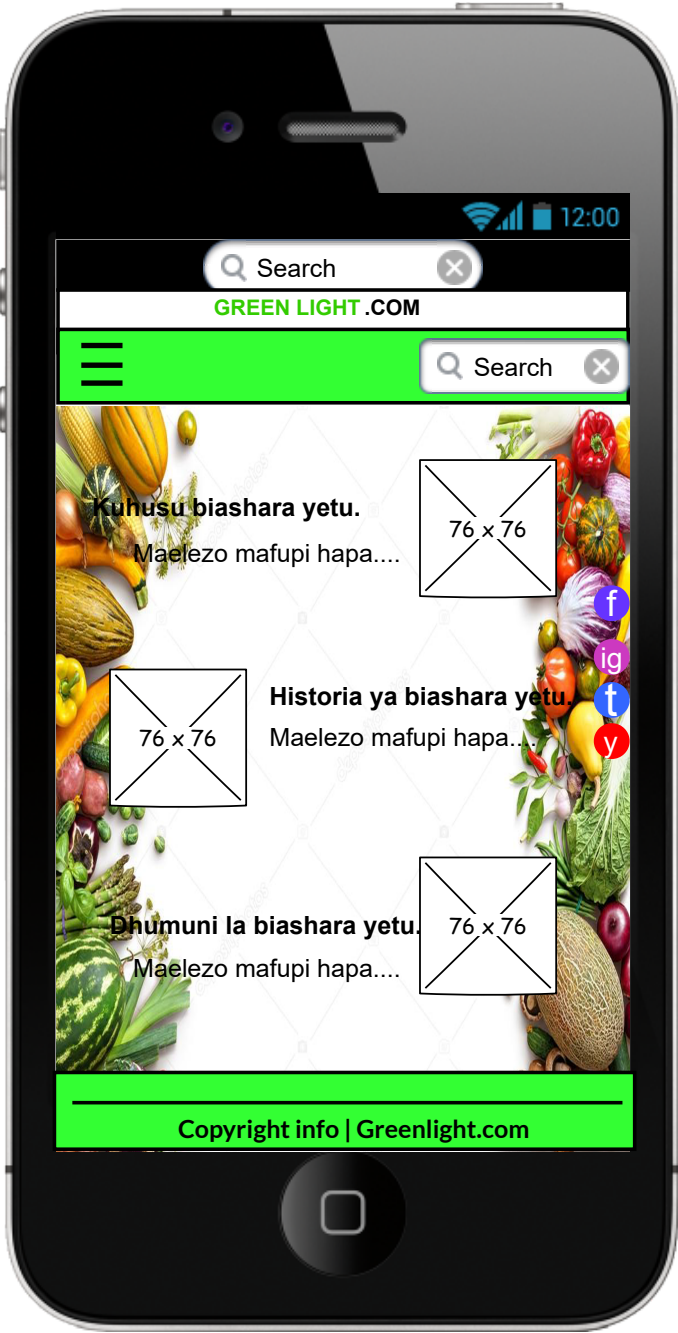 12:00
Search
GREEN LIGHT .COM
Search
Kuhusu biashara yetu.
Maelezo mafupi hapa....
76 x 76
f
ig
t
y
Historia ya biashara yetu.
Maelezo mafupi hapa....
76 x 76
Dhumuni la biashara yetu.
Maelezo mafupi hapa....
76 x 76
Copyright info | Greenlight.com